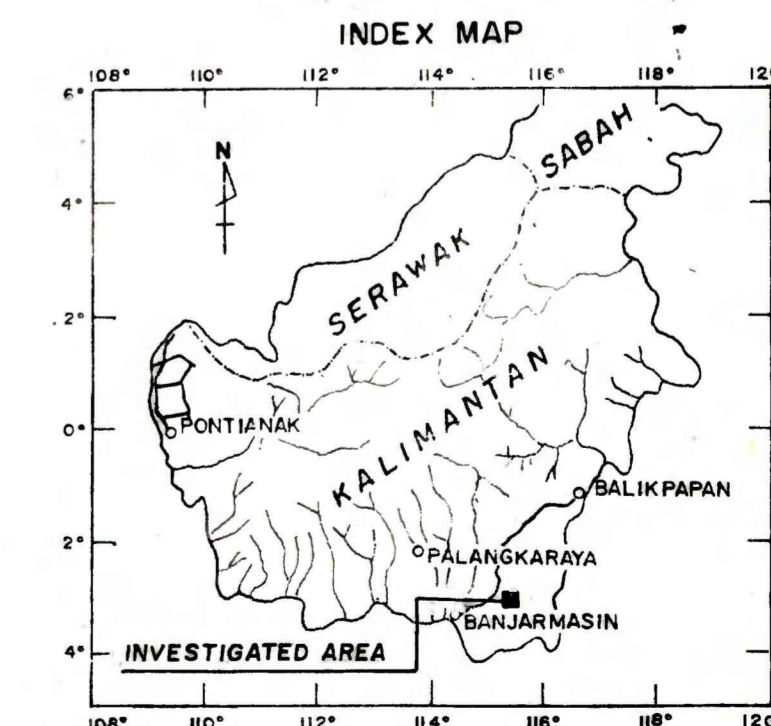 INDEX MAP
108° 110° 112° 114° 116° 118°
6°
N
SABAH
4°
SERAWAK
2°
KALIMANTAN
0°
PONTIANAK
BALIKPAPAN
2°
PALANGKARAYA
BANJARMASIN
4°
INVESTIGATED AREA
108° 110° 112° 114° 116° 118°